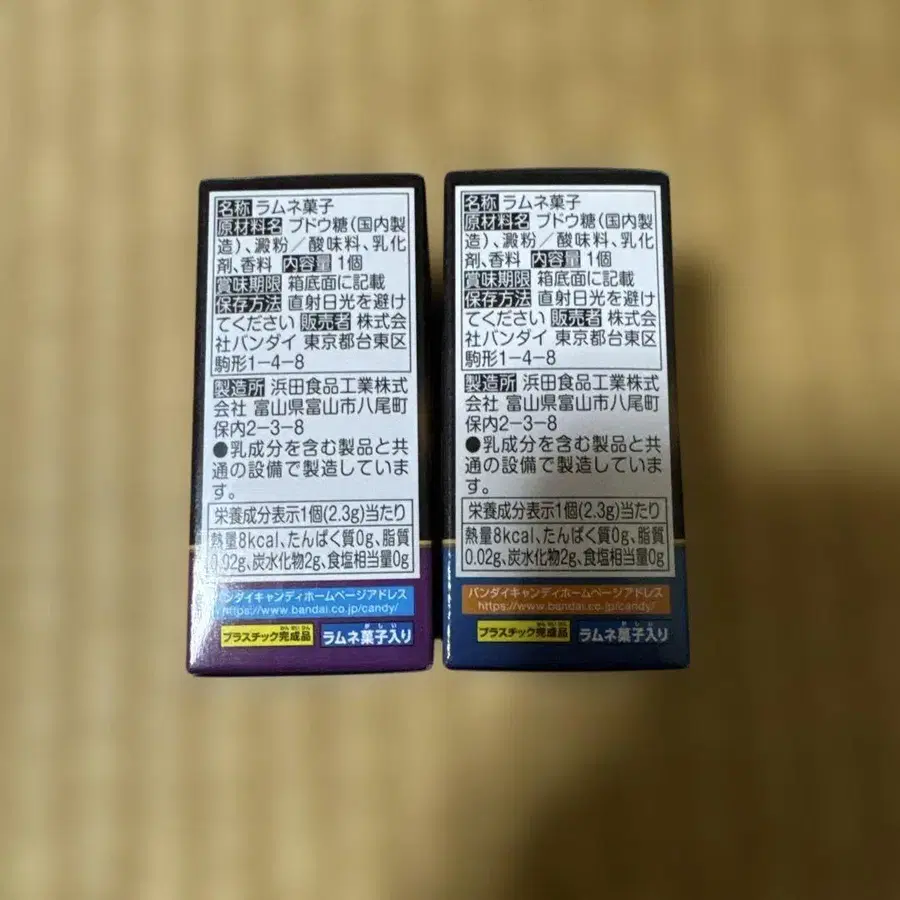 名称 ラムネ菓子
原材料名 ブドウ糖(国内製
造)、澱粉／酸味料、乳化
剤、香料 内容量 1個
賞味期限 箱底面に記載
保存方法 直射日光を避け
てください 販売者 株式会
社バンダイ 東京都台東区
駒形1-4-8
製造所 浜田食品工業株式
会社 富山県富山市八尾町
保内2-3-8
●乳成分を含む製品と共
通の設備で製造していま
す。
栄養成分表示1個(2.3g)当たり
熱量8kcal、たんぱく質0g、脂質
0.02g、炭水化物2g、食塩相当量0g
バンダイキャンディホームページアドレス
https://www.bandai.co.jp/candy/
プラスチック完成品 ラムネ菓子入り
名称 ラムネ菓子
原材料名 ブドウ糖(国内製
造)、澱粉／酸味料、乳化
剤、香料 内容量 1個
賞味期限 箱底面に記載
保存方法 直射日光を避け
てください 販売者 株式会
社バンダイ 東京都台東区
駒形1-4-8
製造所 浜田食品工業株式
会社 富山県富山市八尾町
保内2-3-8
●乳成分を含む製品と共
通の設備で製造していま
す。
栄養成分表示1個(2.3g)当たり
熱量8kcal、たんぱく質0g、脂質
0.02g、炭水化物2g、食塩相当量0g
バンダイキャンディホームページアドレス
https://www.bandai.co.jp/candy/
プラスチック完成品 ラムネ菓子入り